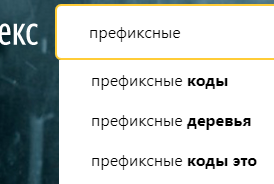 екс
префиксные
префиксные коды
префиксные деревья
префиксные коды это